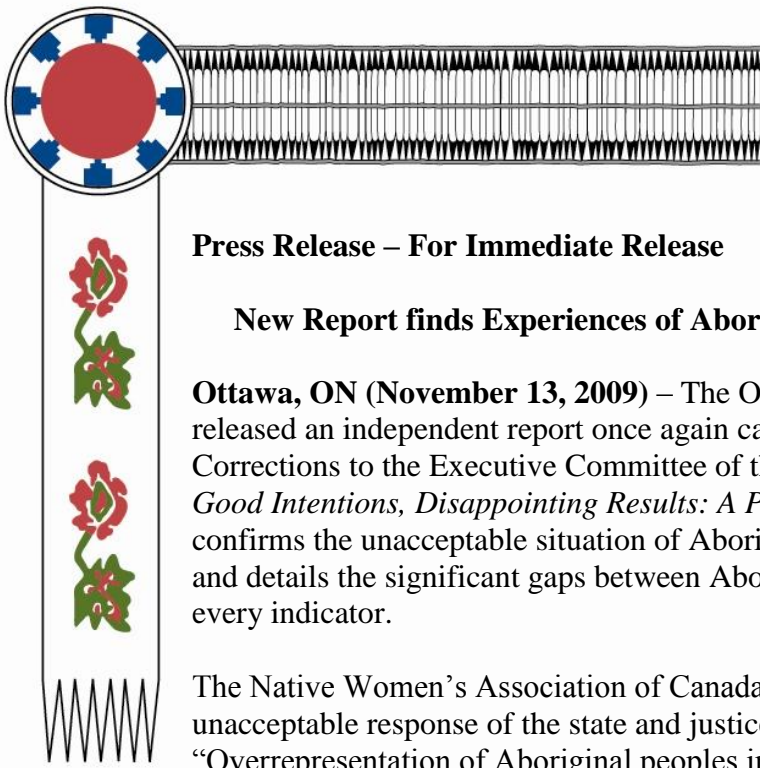 Press Release – For Immediate Release
New Report finds Experiences of Abor
Ottawa, ON (November 13, 2009) – The O
released an independent report once again ca
Corrections to the Executive Committee of th
Good Intentions, Disappointing Results: A P
confirms the unacceptable situation of Abori
and details the significant gaps between Abo
every indicator.
The Native Women’s Association of Canada
unacceptable response of the state and justice
“Overrepresentation of Aboriginal peoples in